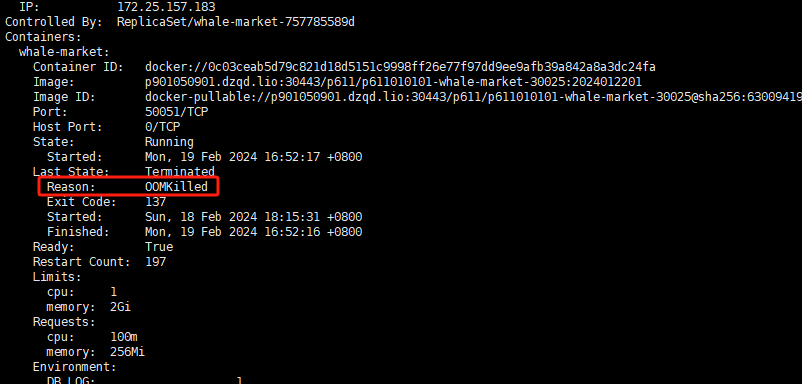 IP: 172.25.157.183
Controlled By: ReplicaSet/whale-market-757785589d
Containers:
whale-market:
Container ID: docker://0c03ceab5d79c821d18d5151c9998ff26e77f97dd9ee9afb39a842a8a3dc24fa
Image: p901050901.dzqd.lio:30443/p611/p611010101-whale-market-30025:2024012201
Image ID: docker-pullable://p901050901.dzqd.lio:30443/p611/p611010101-whale-market-30025@sha256:63009419
Port: 50051/TCP
Host Port: 0/TCP
State: Running
Started: Mon, 19 Feb 2024 16:52:17 +0800
Last State: Terminated
Reason: OOMKilled
Exit Code: 137
Started: Sun, 18 Feb 2024 18:15:31 +0800
Finished: Mon, 19 Feb 2024 16:52:16 +0800
Ready: True
Restart Count: 197
Limits:
cpu: 1
memory: 2Gi
Requests:
cpu: 100m
memory: 256Mi
Environment:
DB_LOG: 1